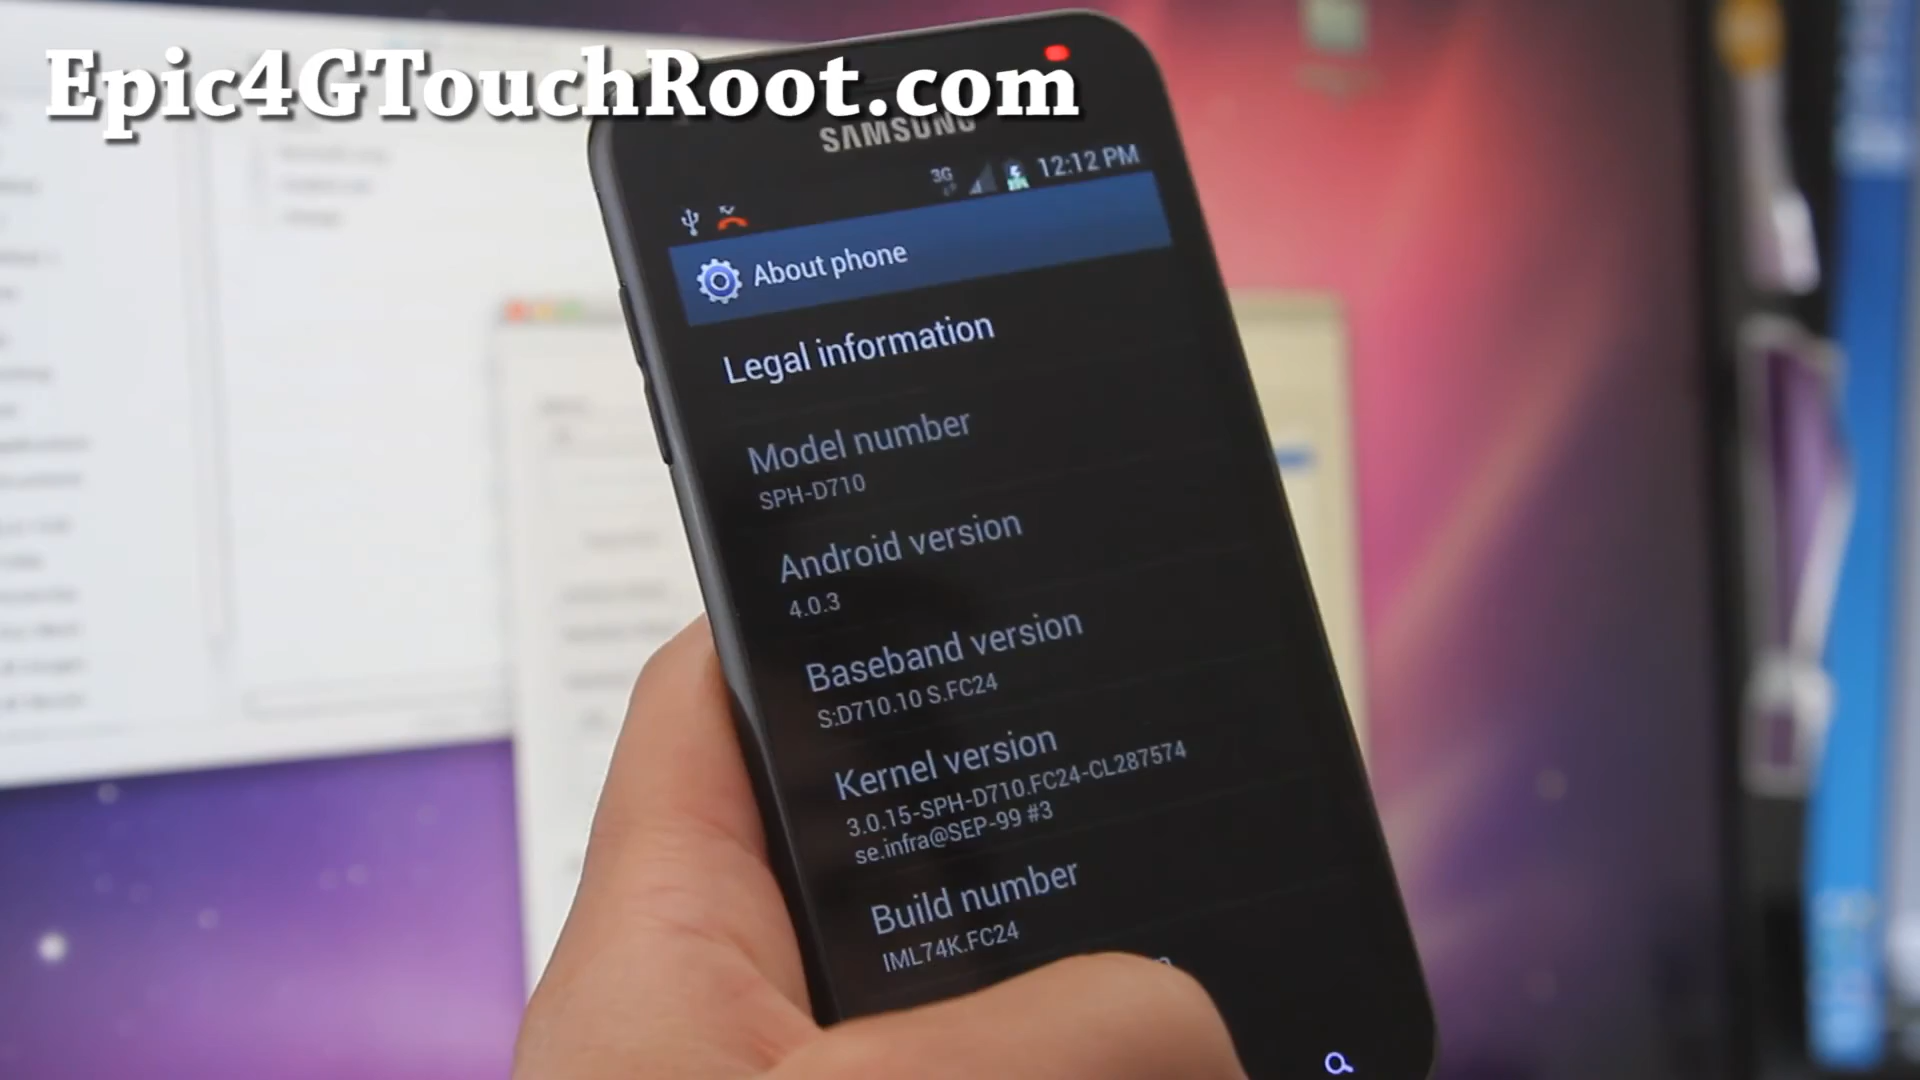 Epic4GTouchRoot.com
SAMSUNG
3G 12:12 PM
About phone
Legal information
Model number
SPH-D710
Android version
4.0.3
Baseband version
S:D710.10 S.FC24
Kernel version
3.0.15-SPH-D710.FC24-CL287574
se.infra@SEP-99 #3
Build number
IML74K.FC24